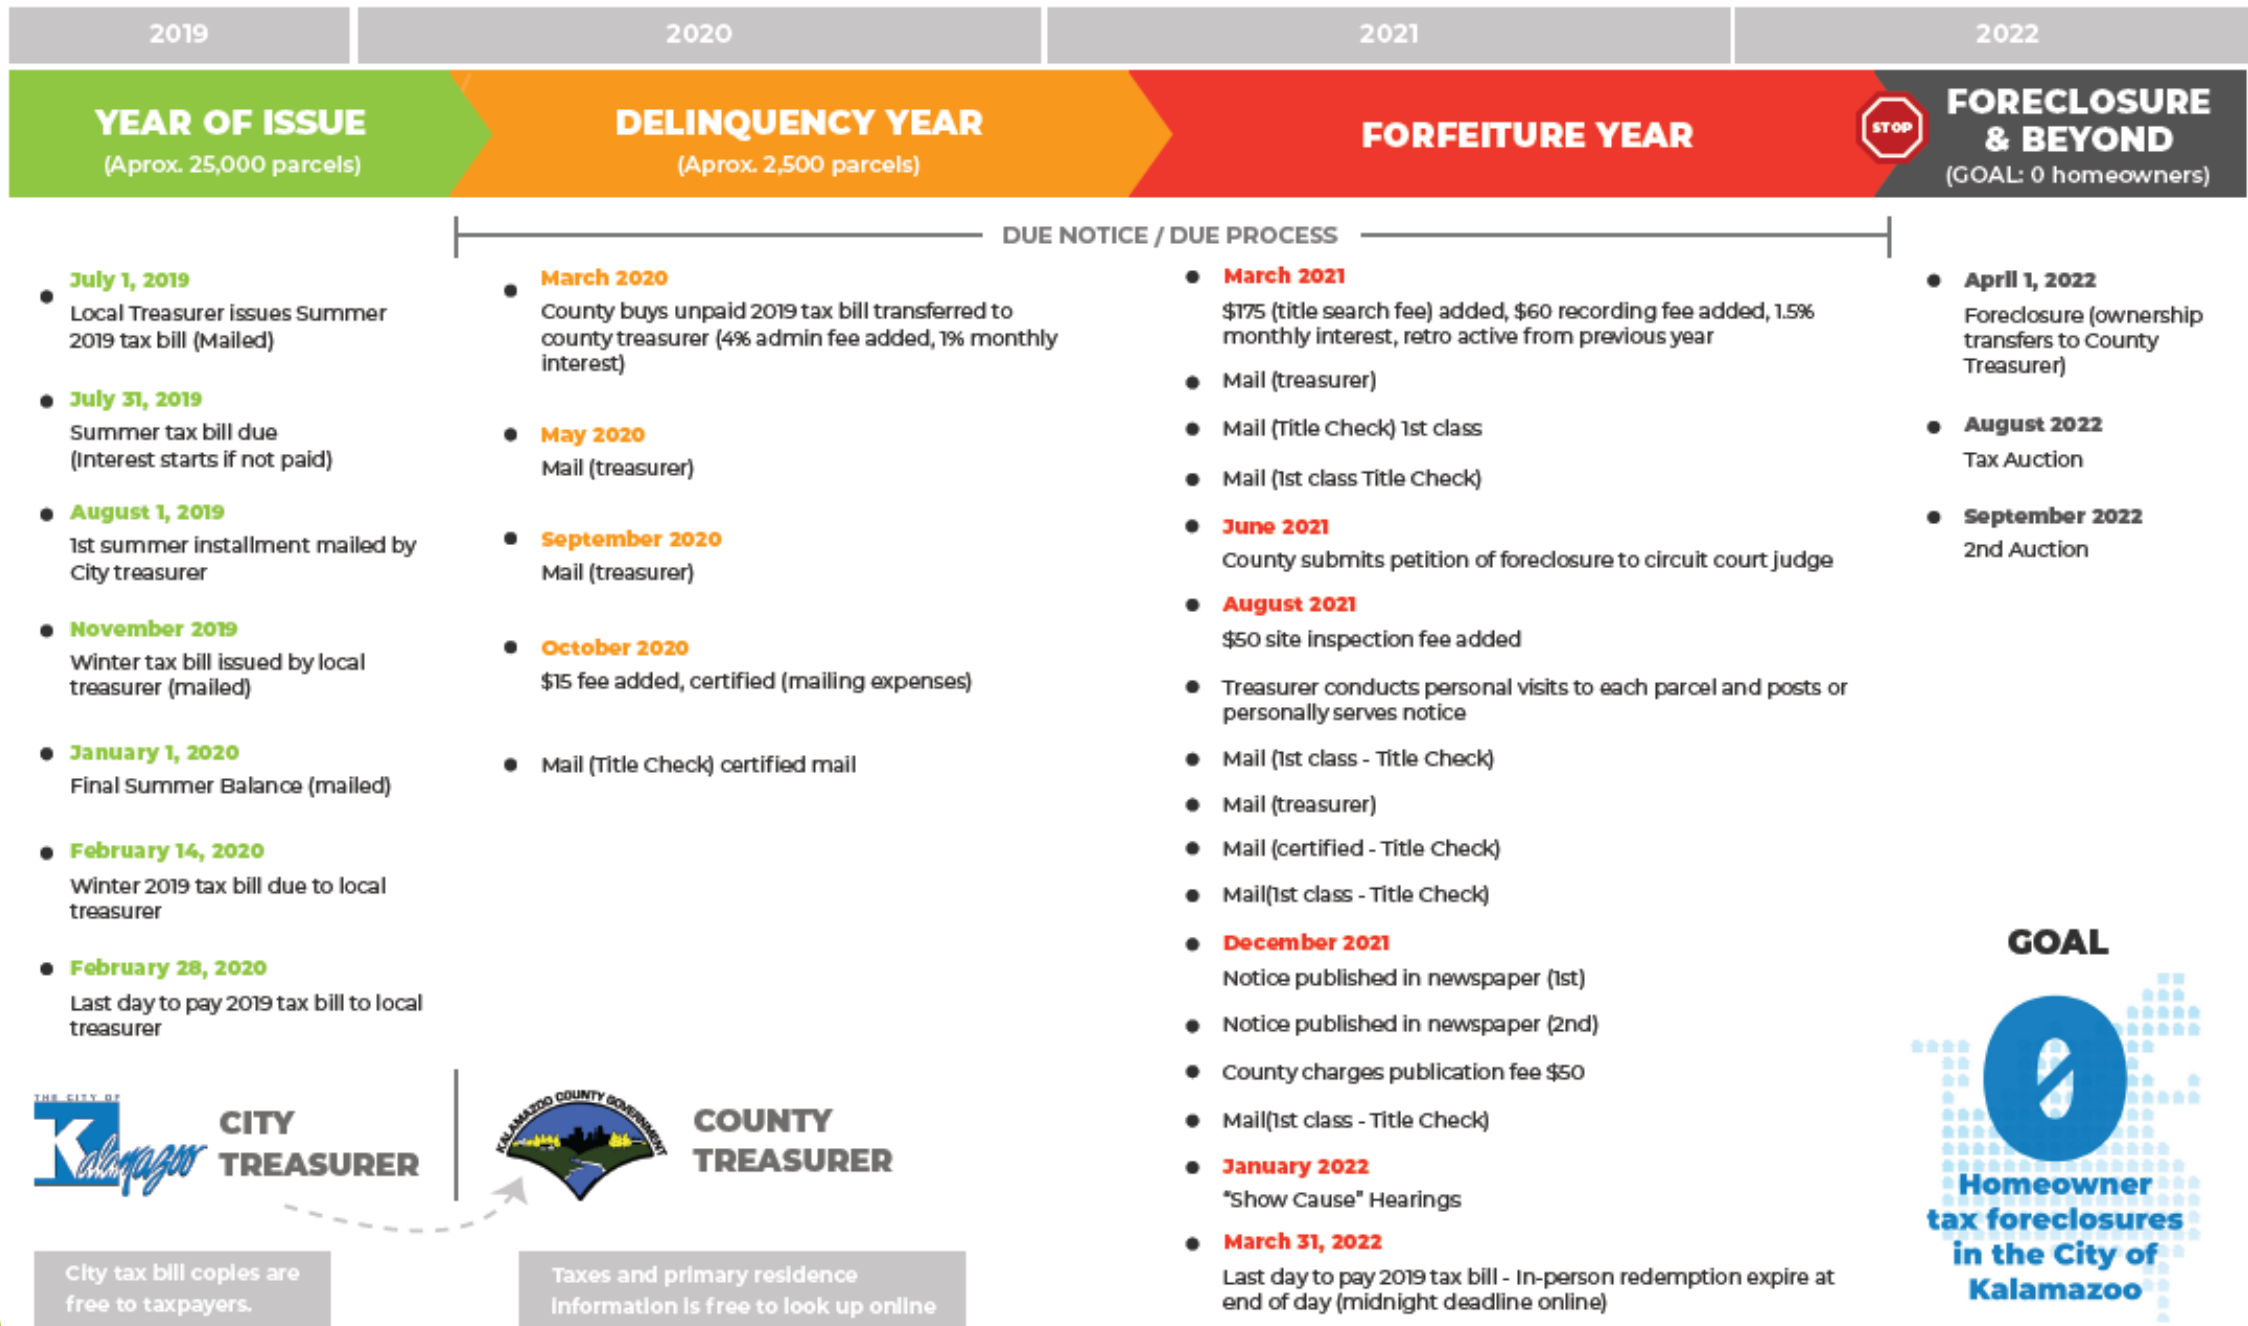 2019
2020
2021
2022
YEAR OF ISSUE
(Aprox. 25,000 parcels)
DELINQUENCY YEAR
(Aprox. 2,500 parcels)
FORFEITURE YEAR
STOP
FORECLOSURE
& BEYOND
(GOAL: 0 homeowners)
DUE NOTICE / DUE PROCESS
July 1, 2019
Local Treasurer issues Summer
2019 tax bill (Mailed)
July 31, 2019
Summer tax bill due
(Interest starts if not paid)
August 1, 2019
1st summer installment mailed by
City treasurer
November 2019
Winter tax bill issued by local
treasurer (mailed)
January 1, 2020
Final Summer Balance (mailed)
February 14, 2020
Winter 2019 tax bill due to local
treasurer
February 28, 2020
Last day to pay 2019 tax bill to local
treasurer
THE CITY OF
Kalamazoo
CITY
TREASURER
City tax bill copies are
free to taxpayers.
March 2020
County buys unpaid 2019 tax bill transferred to
county treasurer (4% admin fee added, 1% monthly
interest)
May 2020
Mail (treasurer)
September 2020
Mail (treasurer)
October 2020
$15 fee added, certified (mailing expenses)
Mail (Title Check) certified mail
KALAMAZOO COUNTY GOVERNMENT
COUNTY
TREASURER
Taxes and primary residence
information is free to look up online
March 2021
$175 (title search fee) added, $60 recording fee added, 1.5%
monthly interest, retro active from previous year
Mail (treasurer)
Mail (Title Check) 1st class
Mail (1st class Title Check)
June 2021
County submits petition of foreclosure to circuit court judge
August 2021
$50 site inspection fee added
Treasurer conducts personal visits to each parcel and posts or
personally serves notice
Mail (1st class - Title Check)
Mail (treasurer)
Mail (certified - Title Check)
Mail(1st class - Title Check)
December 2021
Notice published in newspaper (1st)
Notice published in newspaper (2nd)
County charges publication fee $50
Mail(1st class - Title Check)
January 2022
"Show Cause" Hearings
March 31, 2022
Last day to pay 2019 tax bill - In-person redemption expire at
end of day (midnight deadline online)
April 1, 2022
Foreclosure (ownership
transfers to County
Treasurer)
August 2022
Tax Auction
September 2022
2nd Auction
GOAL
0
Homeowner
tax foreclosures
in the City of
Kalamazoo